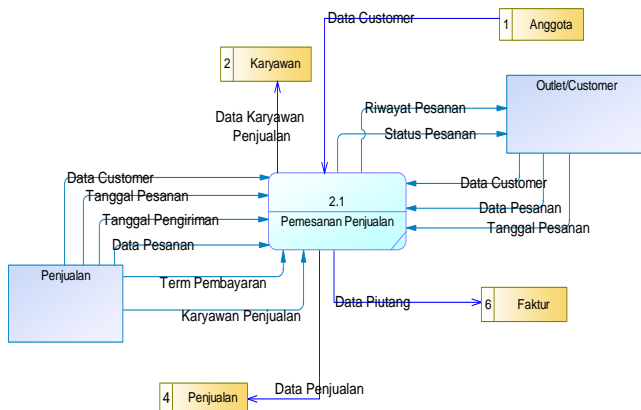 Data Customer
1 Anggota
2 Karyawan
Outlet/Customer
Riwayat Pesanan
Data Karyawan
Penjualan
Status Pesanan
Data Customer
Data Customer
Tanggal Pesanan
2.1
Data Pesanan
Tanggal Pengiriman
Pemesanan Penjualan
Tanggal Pesanan
Data Pesanan
Penjualan
Term Pembayaran
Data Piutang
6 Faktur
Karyawan Penjualan
Data Penjualan
4 Penjualan